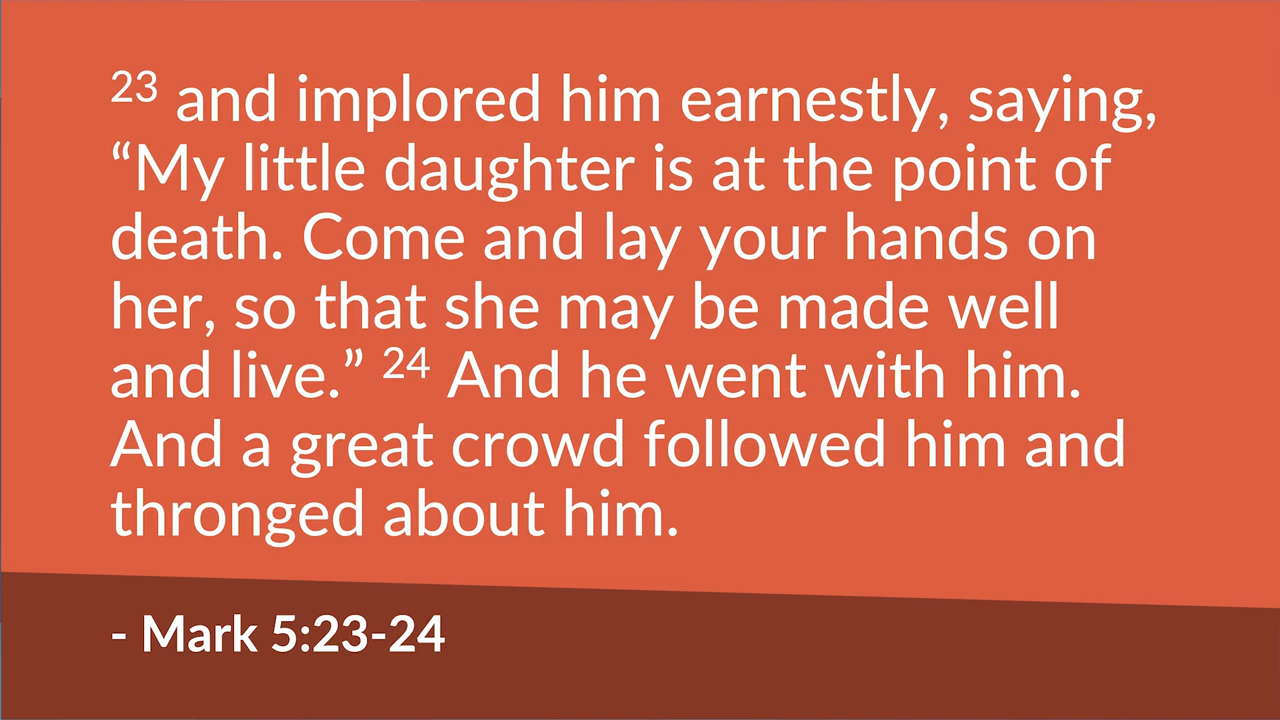 23 and implored him earnestly, saying,
“My little daughter is at the point of
death. Come and lay your hands on
her, so that she may be made well
and live.” 24 And he went with him.
And a great crowd followed him and
thronged about him.
- Mark 5:23-24